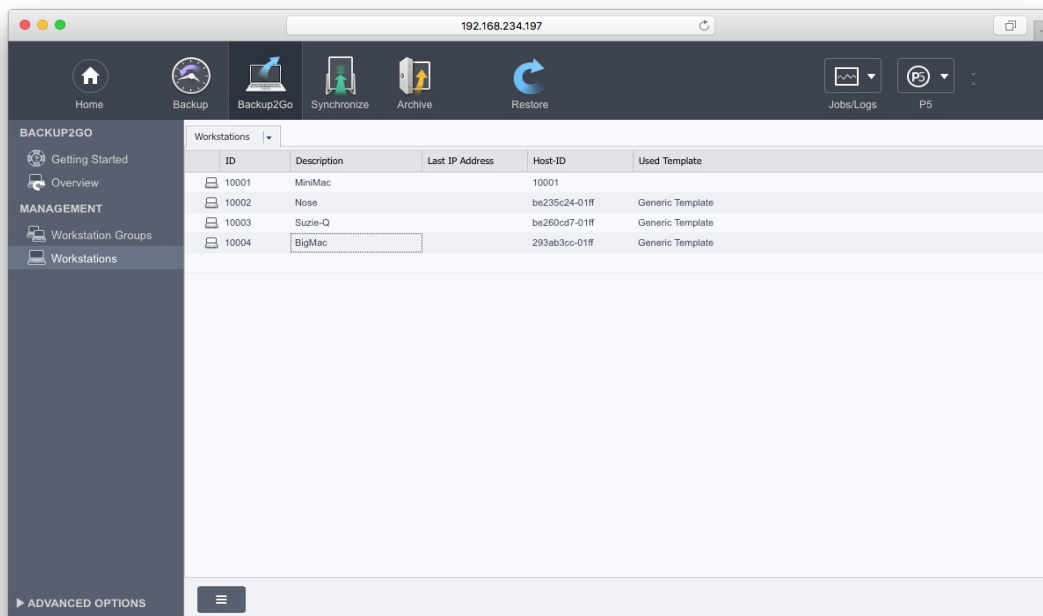 192.168.234.197
Home Backup Backup2Go Synchronize Archive Restore Jobs/Logs P5
BACKUP2GO
Getting Started
Overview
MANAGEMENT
Workstation Groups
Workstations
ADVANCED OPTIONS
Workstations
ID Description Last IP Address Host-ID Used Template
10001 MiniMac 10001
10002 Nose be235c24-01ff Generic Template
10003 Suzie-Q be260cd7-01ff Generic Template
10004 BigMac 293ab3cc-01ff Generic Template